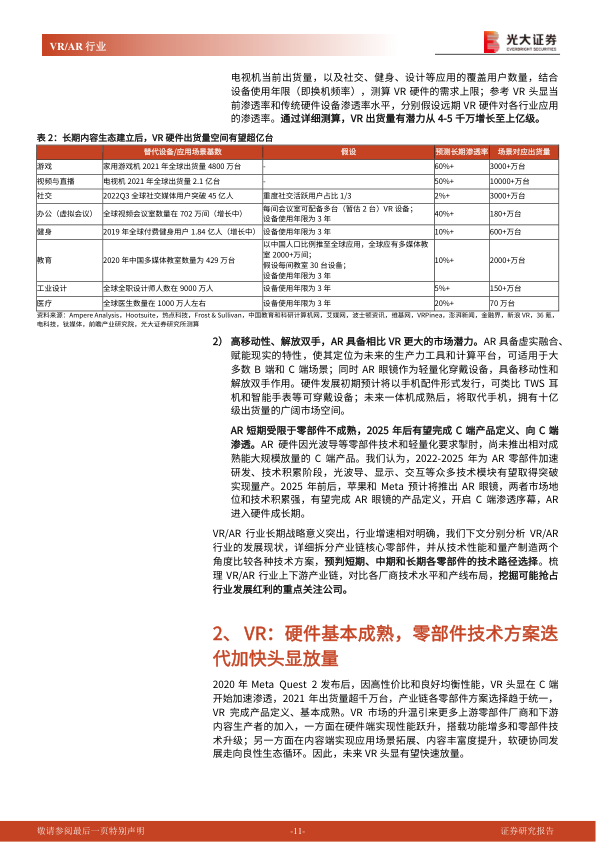 VR/AR 行业
光大证券
EVERBRIGHT SECURITIES
电视机当前出货量，以及社交、健身、设计等应用的覆盖用户数量，结合
设备使用年限（即换机频率），测算 VR 硬件的需求上限；参考 VR 头显当
前渗透率和传统硬件设备渗透率水平，分别假设远期 VR 硬件对各行业应用
的渗透率。通过详细测算，VR 出货量有潜力从 4-5 千万增长至上亿级。
表 2：长期内容生态建立后，VR 硬件出货量空间有望超亿台
替代设备/应用场景基数 假设 预测长期渗透率 场景对应出货量
游戏 家用游戏机 2021 年全球出货量 4800 万台 - 60%+ 3000+万台
视频与直播 电视机 2021 年全球出货量 2.1 亿台 - 50%+ 10000+万台
社交 2022Q3 全球社交媒体用户突破 45 亿人 重度社交活跃用户占比 1/3 2%+ 3000+万台
办公（虚拟会议） 全球视频会议室数量在 702 万间（增长中） 每间会议室可配备多台（暂估 2 台）VR 设备；
设备使用年限为 3 年 40%+ 180+万台
健身 2019 年全球付费健身用户 1.84 亿人（增长中） 设备使用年限为 3 年 10%+ 600+万台
教育 2020 年中国多媒体教室数量为 429 万台 以中国人口比例推至全球应用，全球应有多媒体教
室 2000+万间；
假设每间教室 30 台设备；
设备使用年限为 3 年 10%+ 2000+万台
工业设计 全球全职设计师人数在 9000 万人 设备使用年限为 3 年 5%+ 150+万台
医疗 全球医生数量在 1000 万人左右 设备使用年限为 3 年 20%+ 70 万台
资料来源：Ampere Analysis，Hootsuite，热点科技，Frost & Sullivan，中国教育和科研计算机网，艾媒网，波士顿资讯，维基网，VRPinea，澎湃新闻，金融界，新浪 VR，36 氪，
电科技，钛媒体，前瞻产业研究院，光大证券研究所测算
2） 高移动性、解放双手，AR 具备相比 VR 更大的市场潜力。AR 具备虚实融合、
赋能现实的特性，使其定位为未来的生产力工具和计算平台，可适用于大
多数 B 端和 C 端场景；同时 AR 眼镜作为轻量化穿戴设备，具备移动性和
解放双手作用。硬件发展初期预计将以手机配件形式发行，可类比 TWS 耳
机和智能手表等可穿戴设备；未来一体机成熟后，将取代手机，拥有十亿
级出货量的广阔市场空间。
AR 短期受限于零部件不成熟，2025 年后有望完成 C 端产品定义、向 C 端
渗透。AR 硬件因光波导等零部件技术和轻量化要求掣肘，尚未推出相对成
熟能大规模放量的 C 端产品。我们认为，2022-2025 年为 AR 零部件加速
研发、技术积累阶段，光波导、显示、交互等众多技术模块有望取得突破
实现量产。2025 年前后，苹果和 Meta 预计将推出 AR 眼镜，两者市场地
位和技术积累强，有望完成 AR 眼镜的产品定义，开启 C 端渗透序幕，AR
进入硬件成长期。
VR/AR 行业长期战略意义突出，行业增速相对明确，我们下文分别分析 VR/AR
行业的发展现状，详细拆分产业链核心零部件，并从技术性能和量产制造两个
角度比较各种技术方案，预判短期、中期和长期各零部件的技术路径选择。梳
理 VR/AR 行业上下游产业链，对比各厂商技术水平和产线布局，挖掘可能抢占
行业发展红利的重点关注公司。
2、 VR：硬件基本成熟，零部件技术方案迭
代加快头显放量
2020 年 Meta Quest 2 发布后，因高性价比和良好均衡性能，VR 头显在 C 端
开始加速渗透，2021 年出货量超千万台，产业链各零部件方案选择趋于统一，
VR 完成产品定义、基本成熟。VR 市场的升温引来更多上游零部件厂商和下游
内容生产者的加入，一方面在硬件端实现性能跃升，搭载功能增多和零部件技
术升级；另一方面在内容端实现应用场景拓展、内容丰富度提升，软硬协同发
展走向良性生态循环。因此，未来 VR 头显有望快速放量。
敬请参阅最后一页特别声明 -11- 证券研究报告